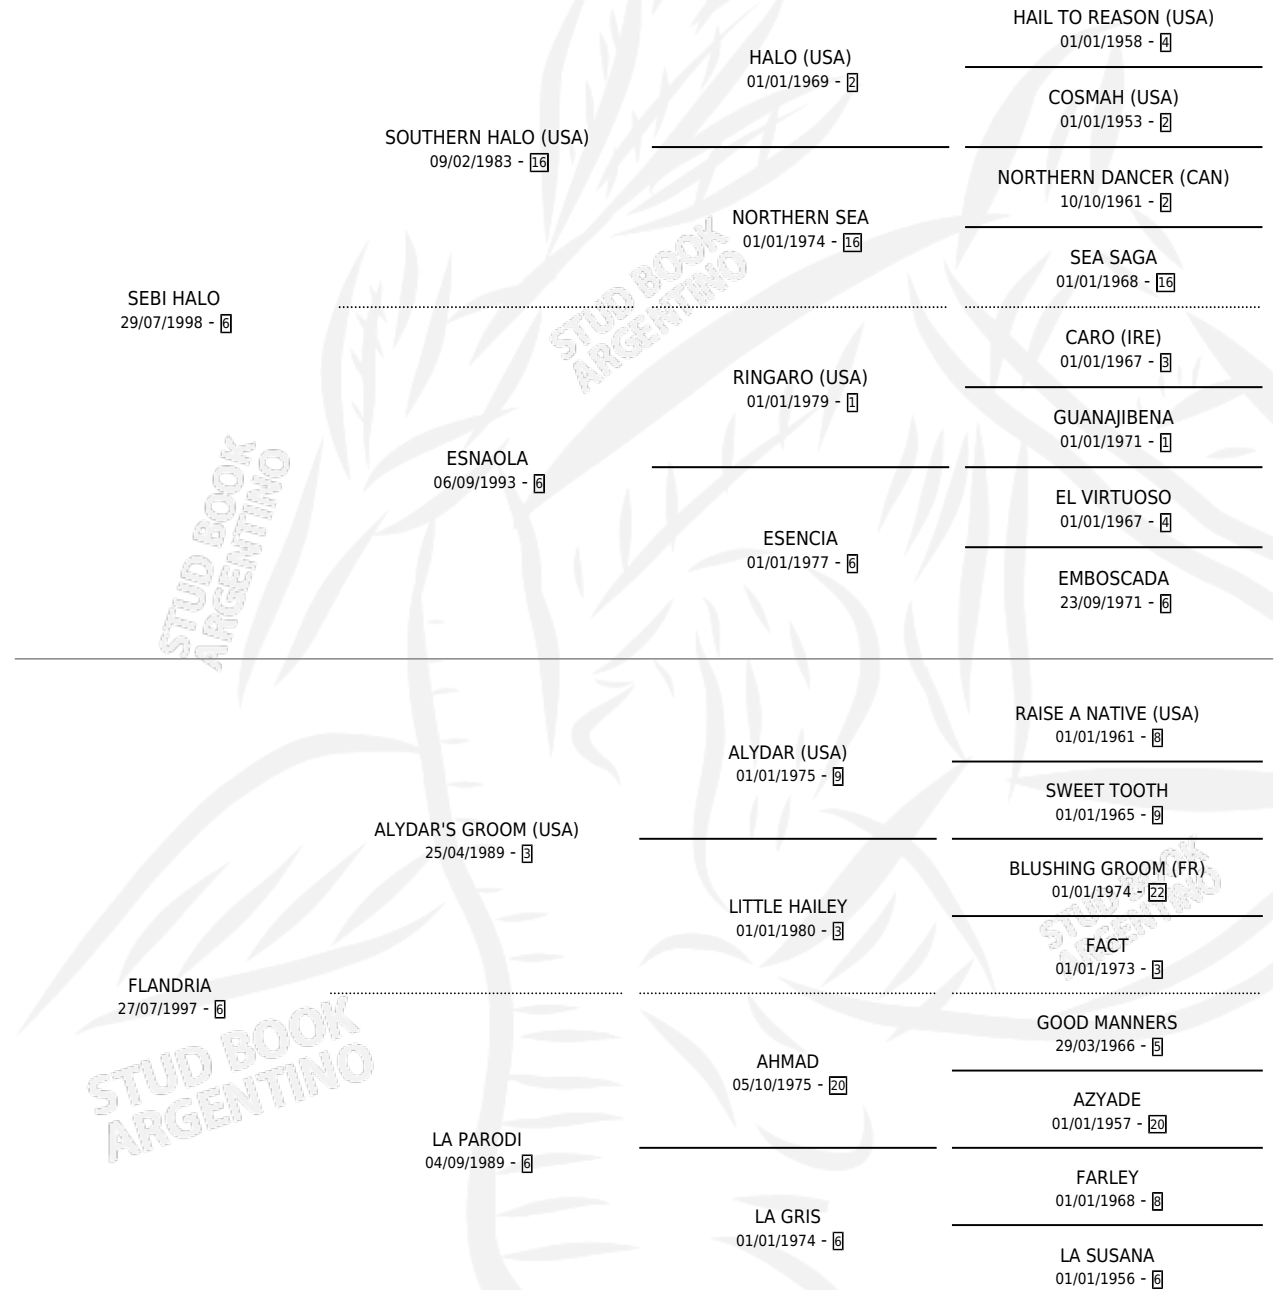 HAIL TO REASON (USA)
01/01/1958 - 4
HALO (USA)
01/01/1969 - 2
COSMAH (USA)
01/01/1953 - 2
SOUTHERN HALO (USA)
09/02/1983 - 16
NORTHERN DANCER (CAN)
10/10/1961 - 2
NORTHERN SEA
01/01/1974 - 16
SEA SAGA
01/01/1968 - 16
SEBI HALO
29/07/1998 - 6
CARO (IRE)
01/01/1967 - 3
RINGARO (USA)
01/01/1979 - 1
GUANAJIBENA
01/01/1971 - 1
ESNAOLA
06/09/1993 - 6
EL VIRTUOSO
01/01/1967 - 4
ESENCIA
01/01/1977 - 6
EMBOSCADA
23/09/1971 - 6
RAISE A NATIVE (USA)
01/01/1961 - 8
ALYDAR (USA)
01/01/1975 - 9
SWEET TOOTH
01/01/1965 - 9
ALYDAR'S GROOM (USA)
25/04/1989 - 3
BLUSHING GROOM (FR)
01/01/1974 - 22
LITTLE HAILEY
01/01/1980 - 3
FACT
01/01/1973 - 3
FLANDRIA
27/07/1997 - 6
GOOD MANNERS
29/03/1966 - 5
AHMAD
05/10/1975 - 20
AZYADE
01/01/1957 - 20
LA PARODI
04/09/1989 - 6
FARLEY
01/01/1968 - 8
LA GRIS
01/01/1974 - 6
LA SUSANA
01/01/1956 - 6
STUD BOOK
ARGENTINO
STUD BOOK
ARGENTINO
STUD BOOK
ARGENTINO
STUD BOOK
ARGENTINO